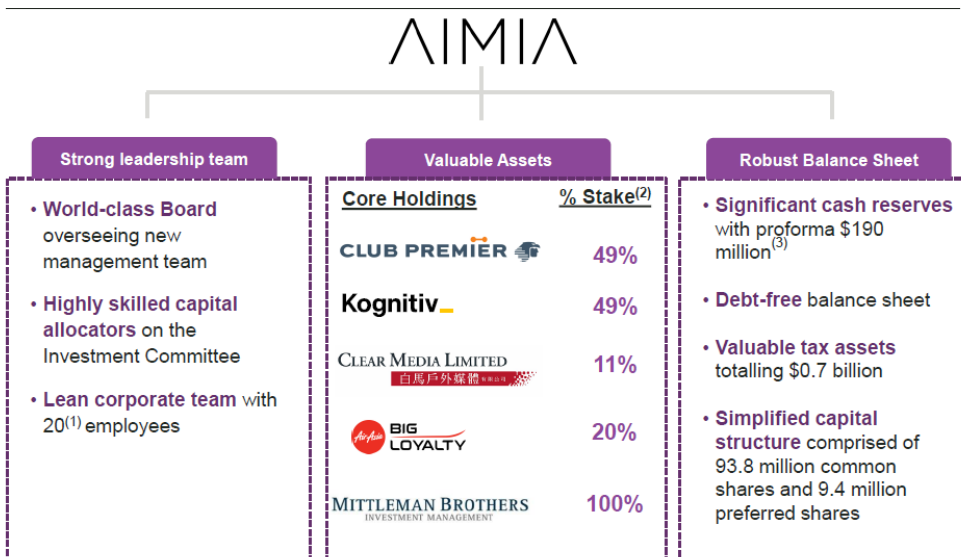 AIMIA
Strong leadership team
• World-class Board
overseeing new
management team
• Highly skilled capital
allocators on the
Investment Committee
• Lean corporate team with
20(1) employees
Valuable Assets
Core Holdings % Stake(2)
CLUB PREMIER 49%
Kognitiv 49%
CLEAR MEDIA LIMITED
白馬戶外媒體有限公司 11%
AirAsia BIG
LOYALTY 20%
MITTLEMAN BROTHERS
INVESTMENT MANAGEMENT 100%
Robust Balance Sheet
• Significant cash reserves
with proforma $190
million(3)
• Debt-free balance sheet
• Valuable tax assets
totalling $0.7 billion
• Simplified capital
structure comprised of
93.8 million common
shares and 9.4 million
preferred shares